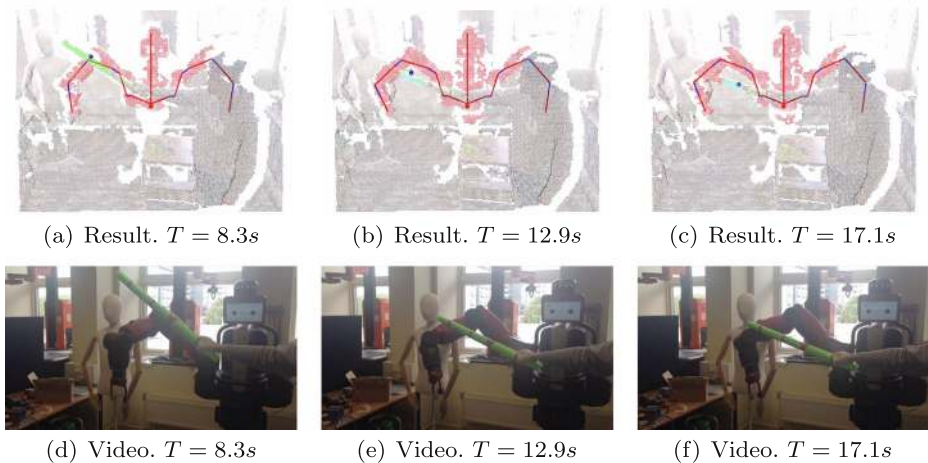 (a) Result. T = 8.3s
(b) Result. T = 12.9s
(c) Result. T = 17.1s
(d) Video. T = 8.3s
(e) Video. T = 12.9s
(f) Video. T = 17.1s